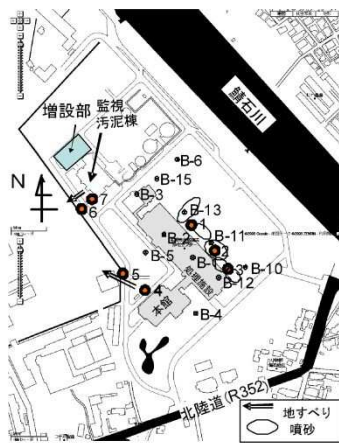 増設部
監視
汚泥棟
鯖石川
N
B-6
B-15
B-3
7
6
B-13
1
B-11
2
B-5
B-1
3
B-10
B-12
処理施設
5
4
本館
B-4
北陸道(R352)
地すべり
噴砂